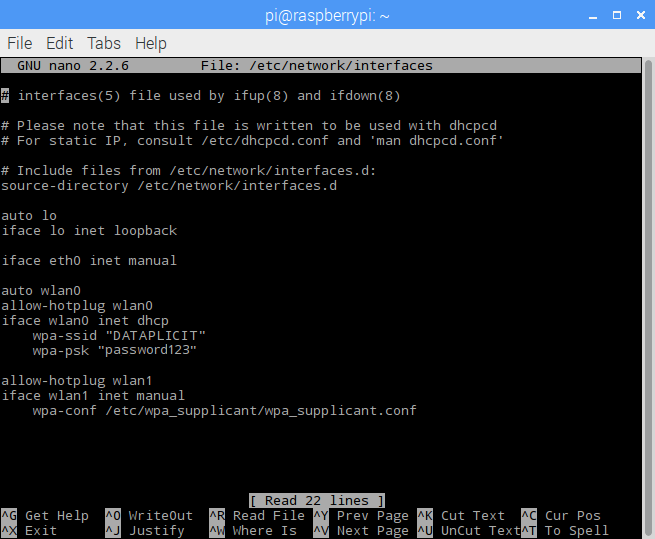 pi@raspberrypi: ~
File Edit Tabs Help
GNU nano 2.2.6 File: /etc/network/interfaces
# interfaces(5) file used by ifup(8) and ifdown(8)
# Please note that this file is written to be used with dhcpcd
# For static IP, consult /etc/dhcpcd.conf and 'man dhcpcd.conf'
# Include files from /etc/network/interfaces.d:
source-directory /etc/network/interfaces.d
auto lo
iface lo inet loopback
iface eth0 inet manual
auto wlan0
allow-hotplug wlan0
iface wlan0 inet dhcp
wpa-ssid "DATAPLICIT"
wpa-psk "password123"
allow-hotplug wlan1
iface wlan1 inet manual
wpa-conf /etc/wpa_supplicant/wpa_supplicant.conf
[ Read 22 lines ]
^G Get Help ^O WriteOut ^R Read File ^Y Prev Page ^K Cut Text ^C Cur Pos
^X Exit ^J Justify ^W Where Is ^V Next Page ^U UnCut Text ^T To Spell